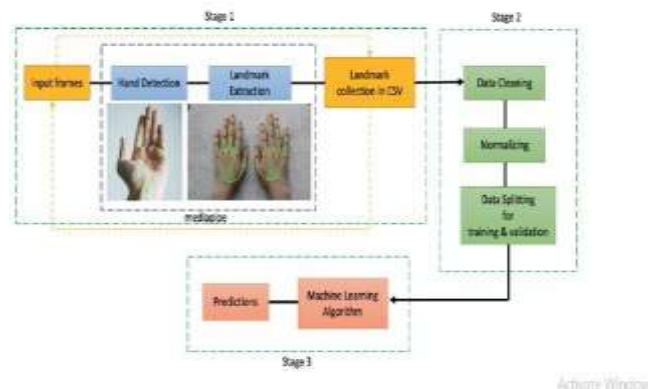 Stage 1
Stage 2
Input frames
Hand Detection
Landmark
Extraction
Landmark
collection in CSV
mediapipe
Data Cleaning
Normalizing
Data Splitting
for
training & validation
Predictions
Machine Learning
Algorithm
Stage 3
Activate Window